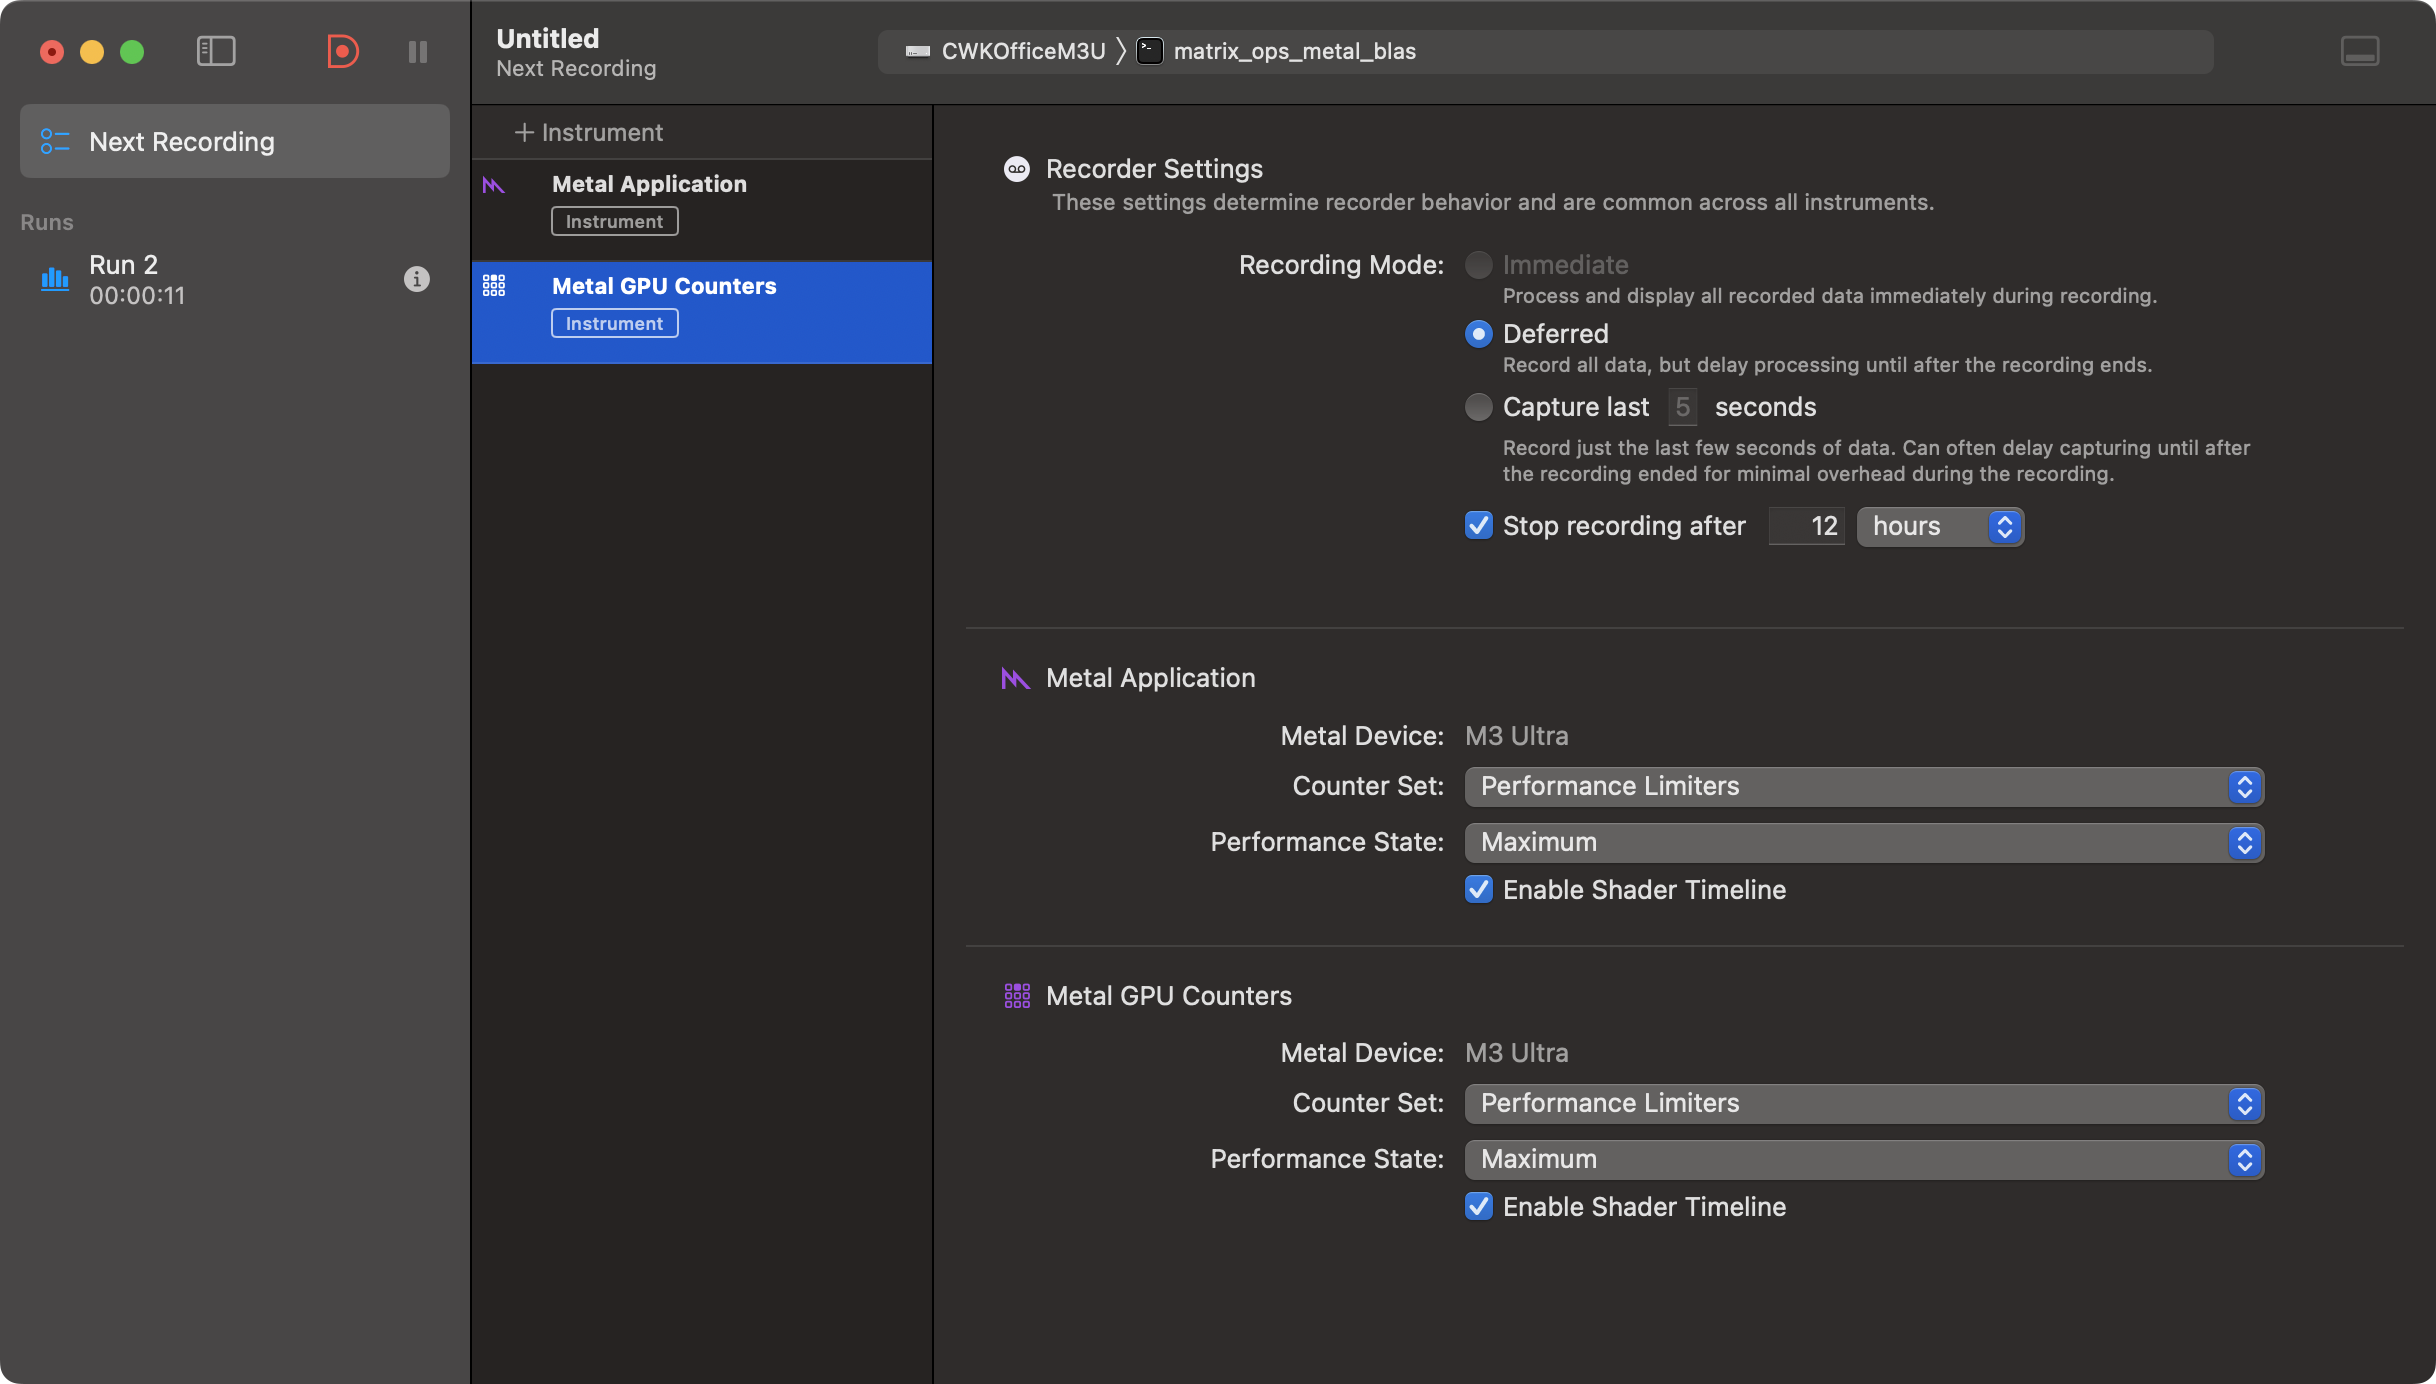 Untitled
Next Recording
CWKOfficeM3U
matrix_ops_metal_blas
Next Recording
Runs
Run 2
00:00:11
+ Instrument
Metal Application
Instrument
Metal GPU Counters
Instrument
Recorder Settings
These settings determine recorder behavior and are common across all instruments.
Recording Mode: Immediate
Process and display all recorded data immediately during recording.
Deferred
Record all data, but delay processing until after the recording ends.
Capture last 5 seconds
Record just the last few seconds of data. Can often delay capturing until after
the recording ended for minimal overhead during the recording.
Stop recording after 12 hours
Metal Application
Metal Device: M3 Ultra
Counter Set: Performance Limiters
Performance State: Maximum
Enable Shader Timeline
Metal GPU Counters
Metal Device: M3 Ultra
Counter Set: Performance Limiters
Performance State: Maximum
Enable Shader Timeline